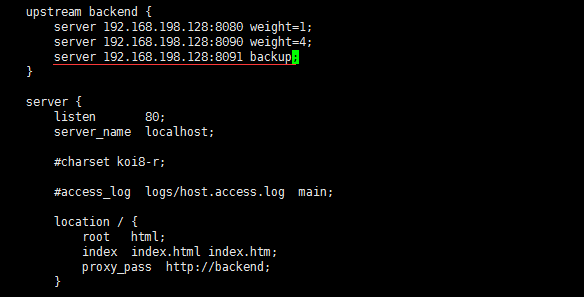 upstream backend {
    server 192.168.198.128:8080 weight=1;
    server 192.168.198.128:8090 weight=4;
    server 192.168.198.128:8091 backup;
}

server {
    listen       80;
    server_name  localhost;

    #charset koi8-r;

    #access_log  logs/host.access.log  main;

    location / {
        root   html;
        index  index.html index.htm;
        proxy_pass  http://backend;
    }